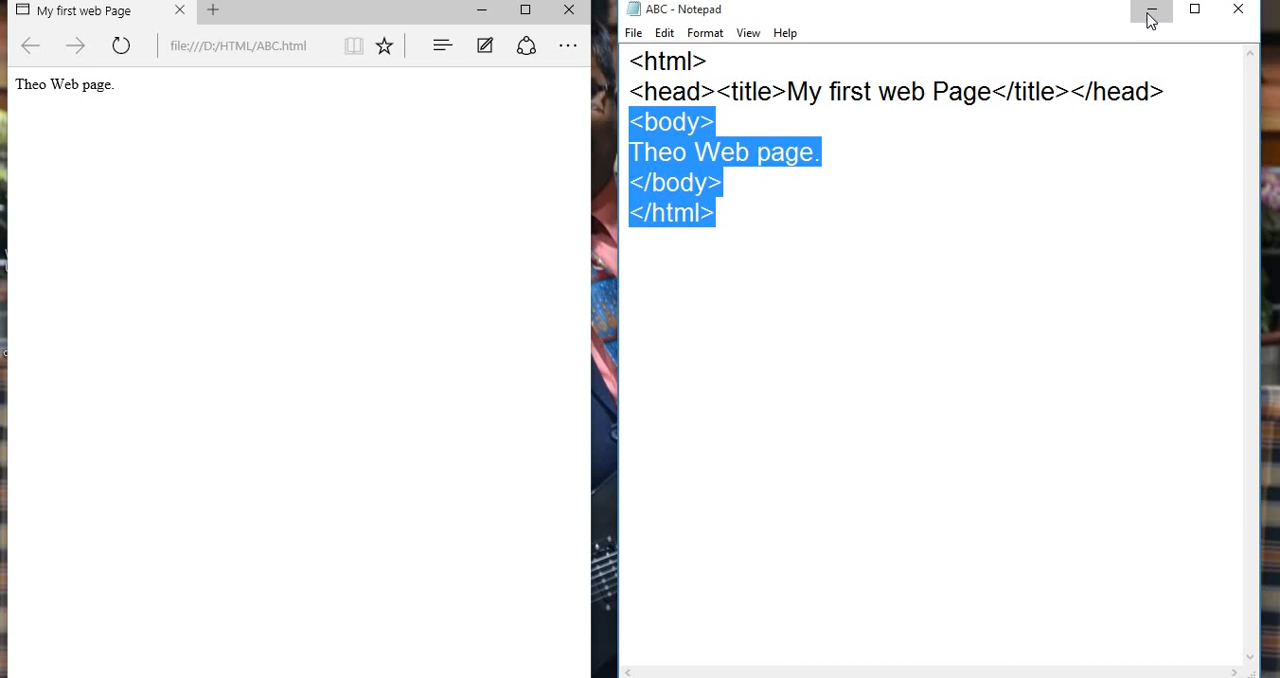 My first web Page
file:///D:/HTML/ABC.html
Theo Web page.
ABC - Notepad
File Edit Format View Help
<html>
<head><title>My first web Page</title></head>
<body>
Theo Web page.
</body>
</html>